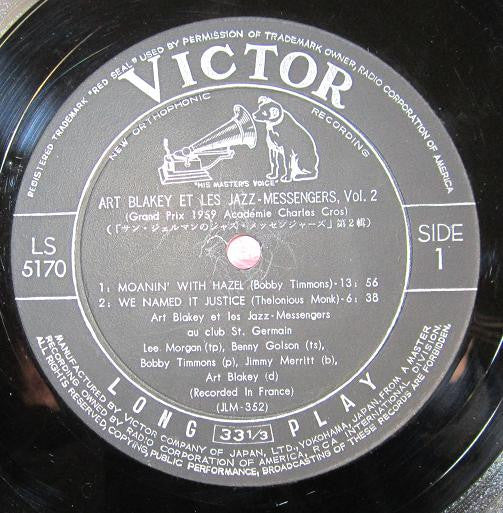 REGISTERED TRADEMARK "RED SEAL" USED BY PERMISSION OF TRADEMARK OWNER, RADIO CORPORATION OF AMERICA
VICTOR
NEW ORTHOPHONIC RECORDING
"HIS MASTER'S VOICE"
ART BLAKEY ET LES JAZZ-MESSENGERS, Vol. 2
(Grand Prix 1959 Académie Charles Cros)
(「サン・ジェルマンのジャズ・メッセンジャーズ」第2輯)
LS
5170
SIDE
1
1: MOANIN' WITH HAZEL (Bobby Timmons)-13: 56
2: WE NAMED IT JUSTICE (Thelonious Monk)-6: 38
Art Blakey et les Jazz-Messengers
au club St. Germain
Lee Morgan(tp), Benny Golson (ts),
Bobby Timmons (p), Jimmy Merritt (b),
Art Blakey (d)
(Recorded In France)
(JLM-352)
LONG 33 1/3 PLAY
MANUFACTURED BY VICTOR COMPANY OF JAPAN, LTD., YOKOHAMA, JAPAN, FROM A MASTER
RECORDING OWNED BY RADIO CORPORATION OF AMERICA, RCA INTERNATIONAL DIVISION.
ALL RIGHTS RESERVED, COPYING, PUBLIC PERFORMANCE, BROADCASTING OF THESE RECORDS ARE FORBIDDEN.